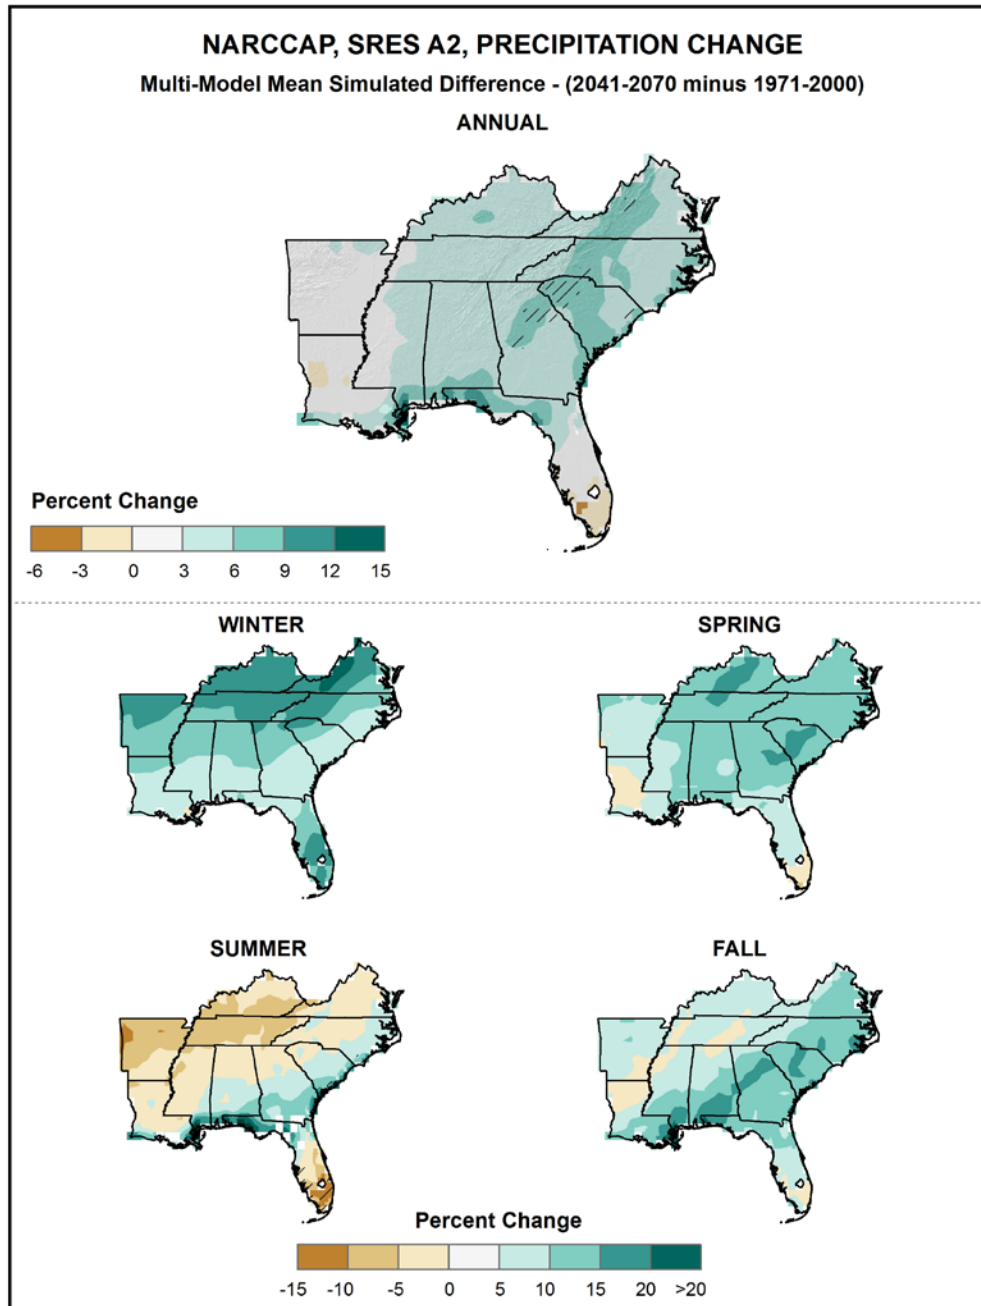 NARCCAP, SRES A2, PRECIPITATION CHANGE
Multi-Model Mean Simulated Difference - (2041-2070 minus 1971-2000)
ANNUAL
Percent Change
-6 -3 0 3 6 9 12 15
WINTER SPRING
SUMMER FALL
Percent Change
-15 -10 -5 0 5 10 15 20 >20